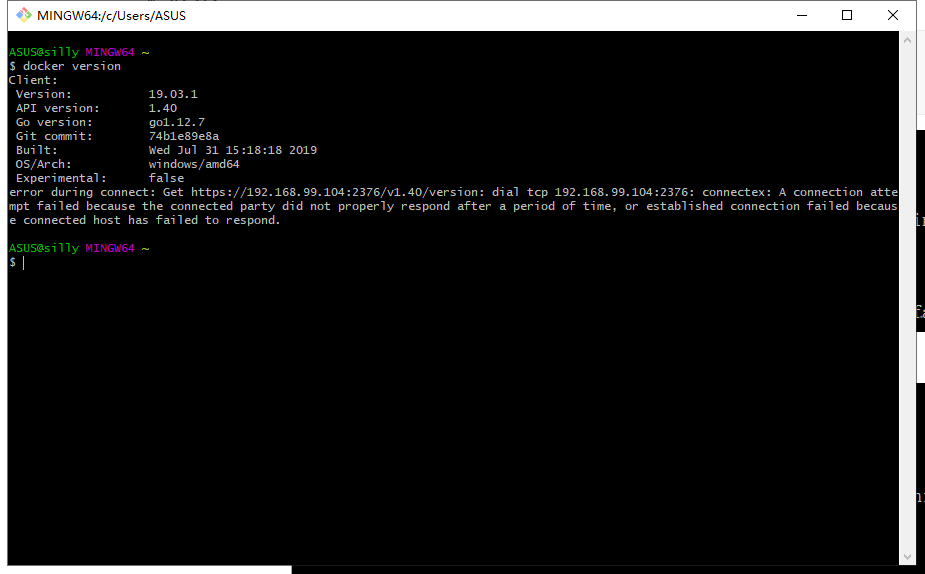 MINGW64:/c/Users/ASUS
ASUS@silly MINGW64 ~
$ docker version
Client:
Version: 19.03.1
API version: 1.40
Go version: go1.12.7
Git commit: 74b1e89e8a
Built: Wed Jul 31 15:18:18 2019
OS/Arch: windows/amd64
Experimental: false
error during connect: Get https://192.168.99.104:2376/v1.40/version: dial tcp 192.168.99.104:2376: connectex: A connection atte
mpt failed because the connected party did not properly respond after a period of time, or established connection failed becaus
e connected host has failed to respond.
ASUS@silly MINGW64 ~
$